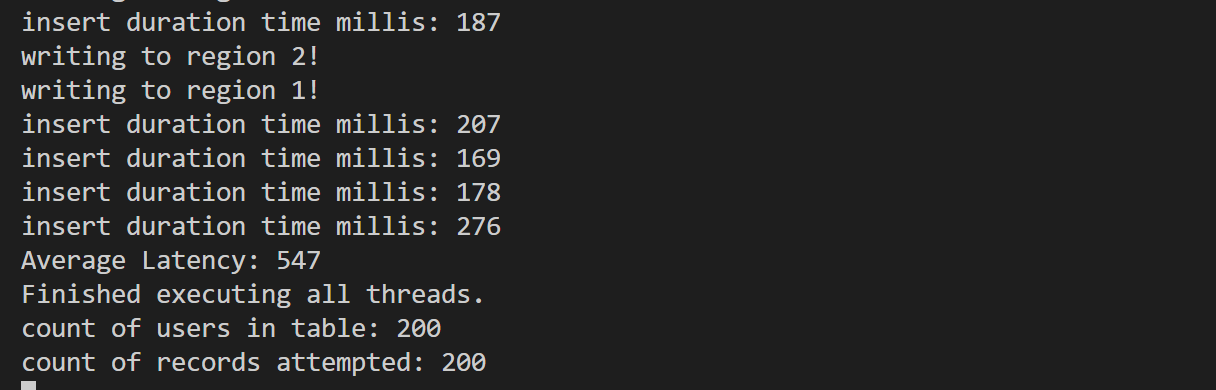 insert duration time millis: 187
writing to region 2!
writing to region 1!
insert duration time millis: 207
insert duration time millis: 169
insert duration time millis: 178
insert duration time millis: 276
Average Latency: 547
Finished executing all threads.
count of users in table: 200
count of records attempted: 200